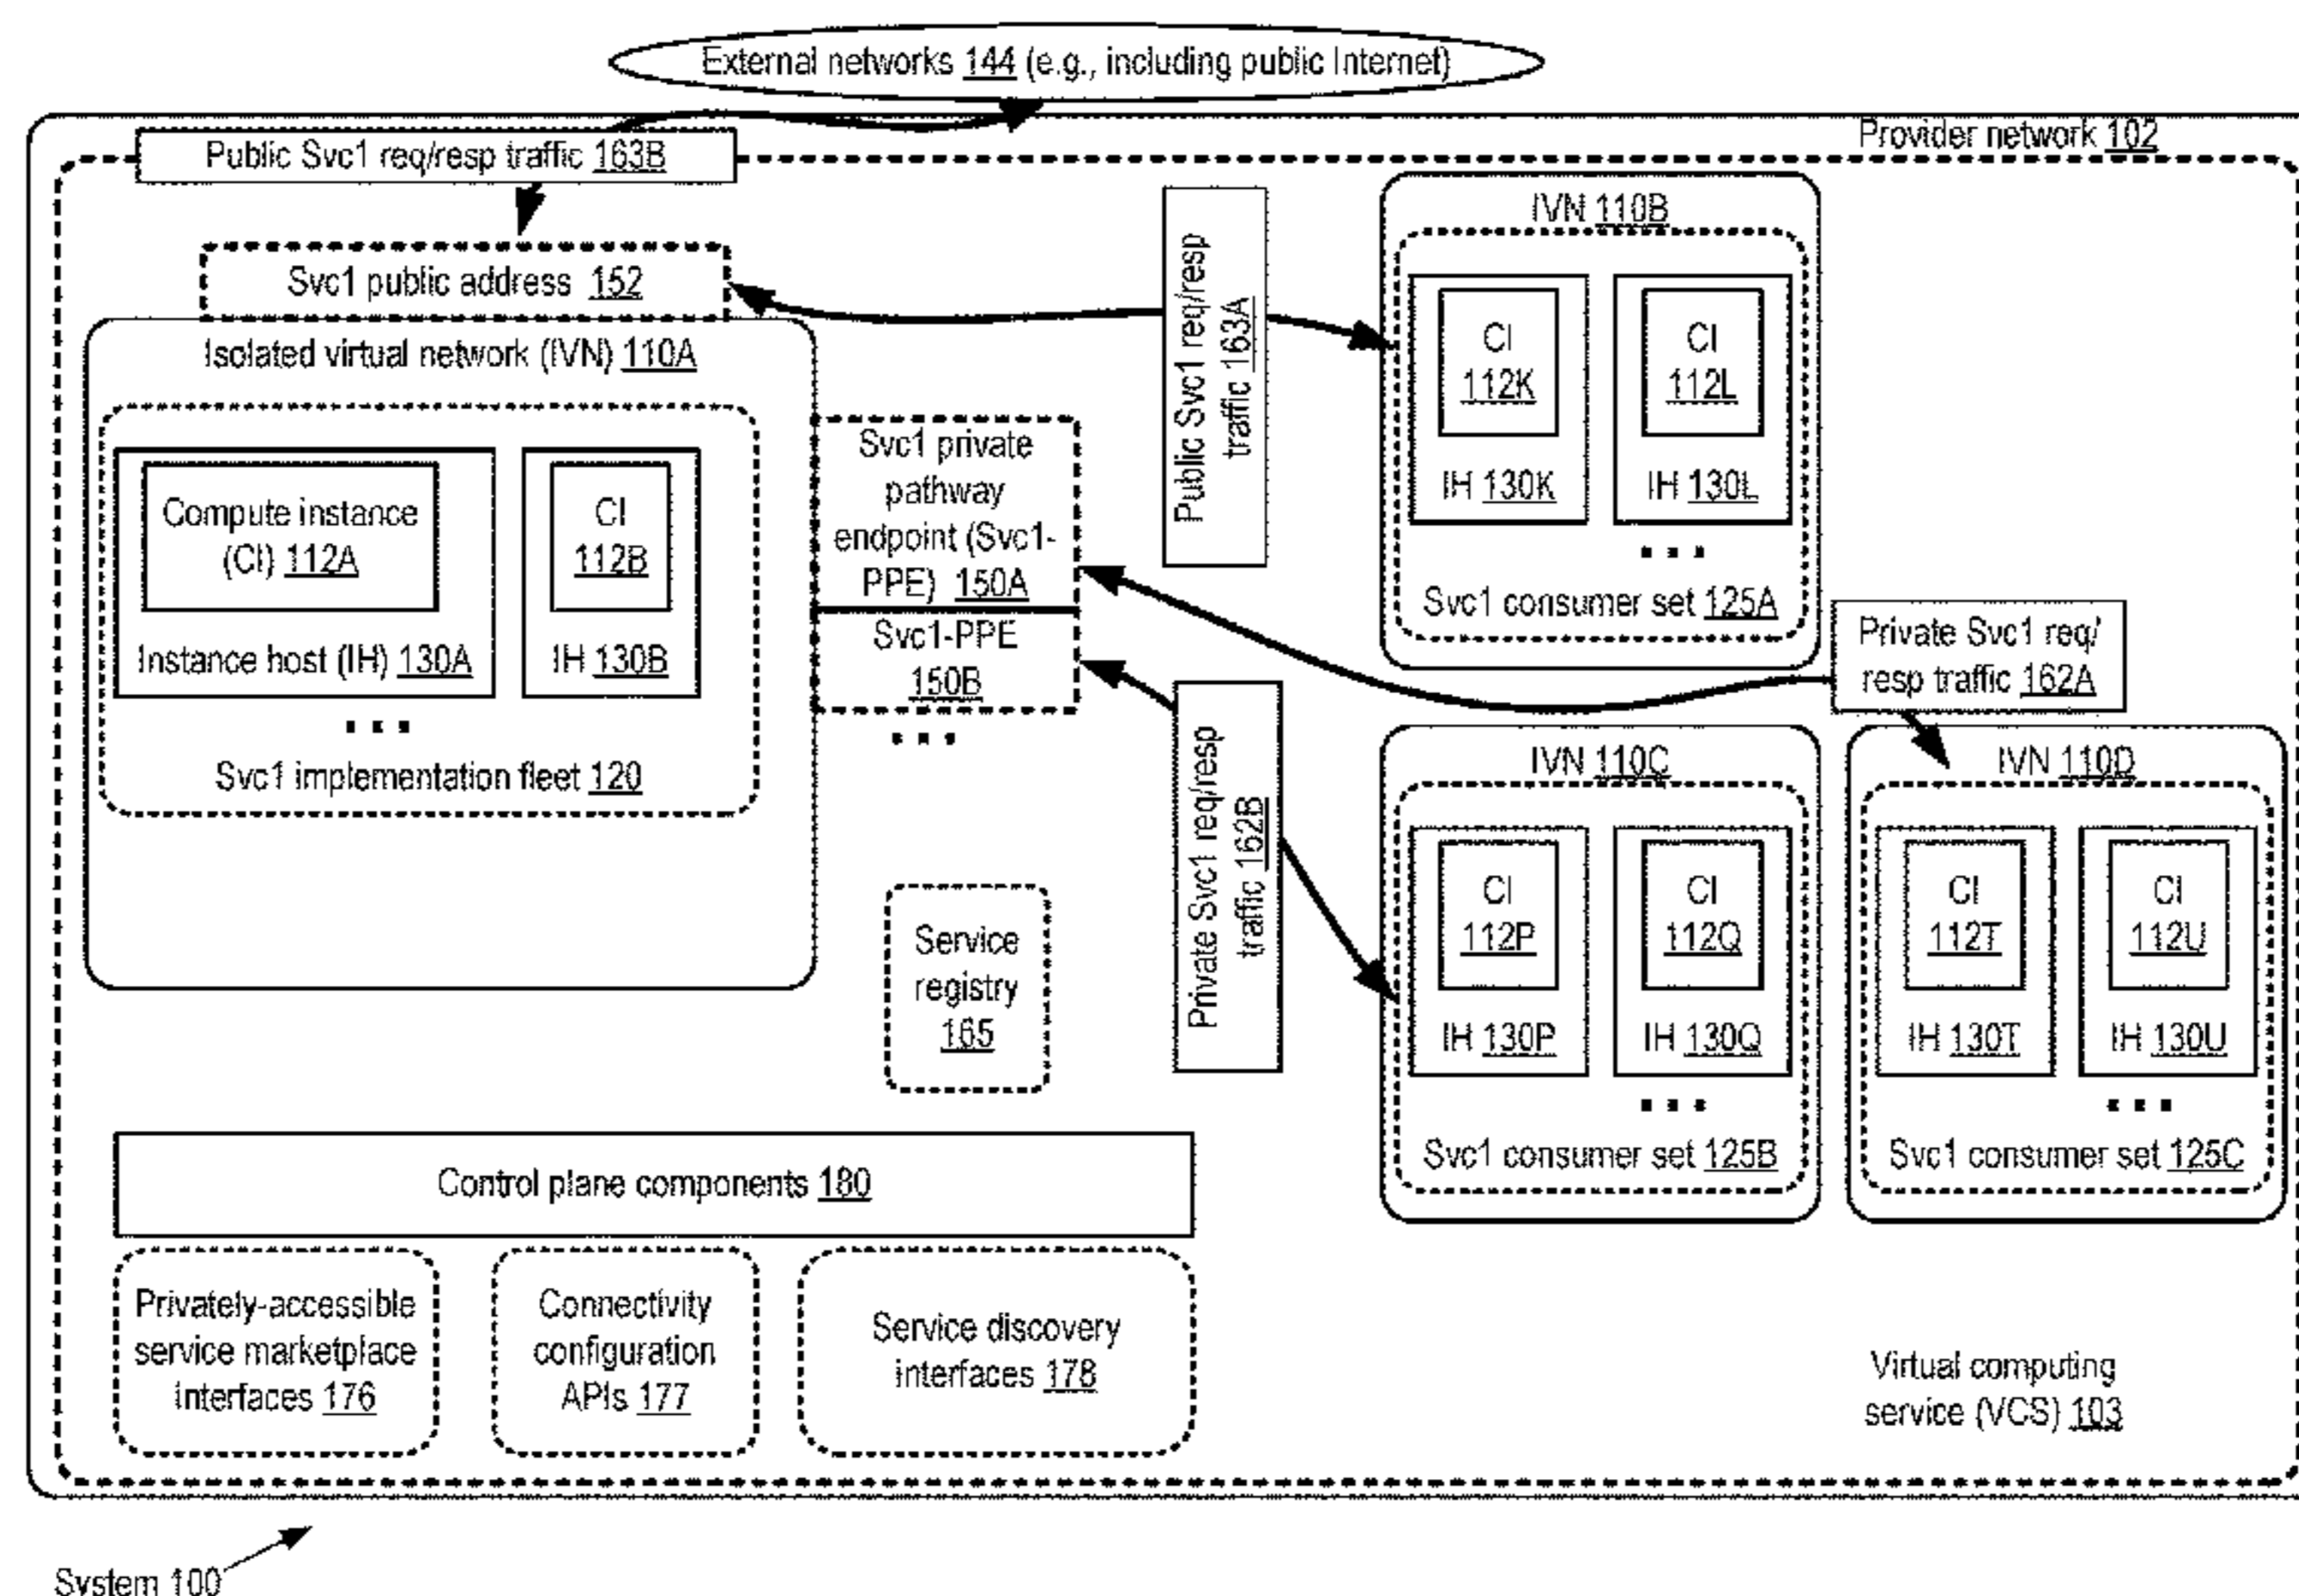 External networks 144 (e.g., including public Internet)
Provider network 102
Public Svc1 req/resp traffic 163B
Svc1 public address 152
Isolated virtual network (IVN) 110A
Compute instance
(CI) 112A
Instance host (IH) 130A
CI
112B
IH 130B
...
Svc1 implementation fleet 120
Svc1 private
pathway
endpoint (Svc1-
PPE) 150A
Svc1-PPE
150B
...
Public Svc1 req/resp
traffic 163A
IVN 110B
CI
112K
IH 130K
CI
112L
IH 130L
...
Svc1 consumer set 125A
Private Svc1 req/
resp traffic 162A
Private Svc1 req/resp
traffic 162B
IVN 110C
CI
112P
IH 130P
CI
112Q
IH 130Q
...
Svc1 consumer set 125B
IVN 110D
CI
112T
IH 130T
CI
112U
IH 130U
...
Svc1 consumer set 125C
Service
registry
165
Control plane components 180
Privately-accessible
service marketplace
interfaces 176
Connectivity
configuration
APIs 177
Service discovery
interfaces 178
Virtual computing
service (VCS) 103
System 100